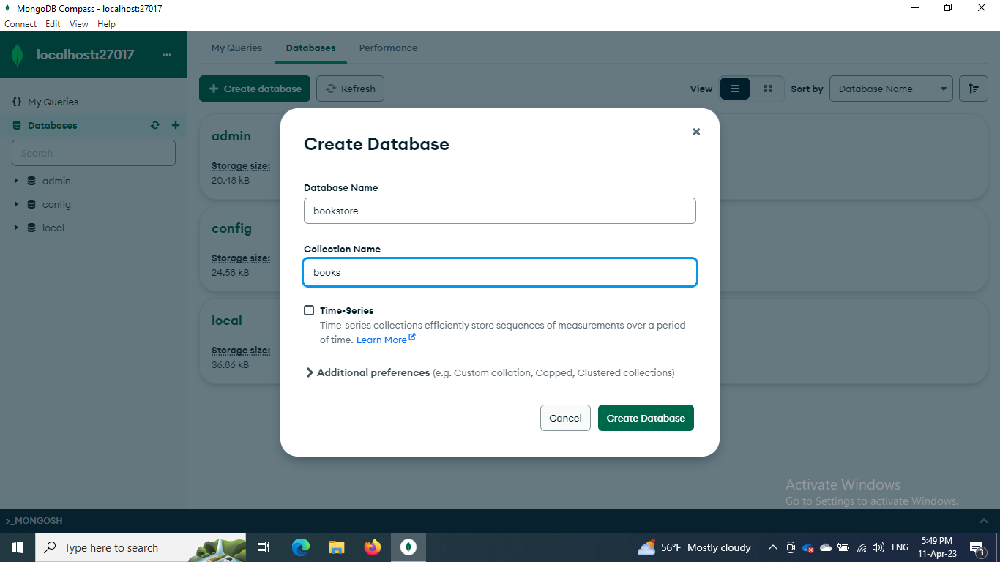 MongoDB Compass - localhost:27017
Connect Edit View Help
localhost:27017 ...
My Queries Databases Performance
Create database Refresh View Sort by Database Name
{} My Queries
Databases
Search
admin
config
local
admin
Storage size:
20.48 kB
config
Storage size:
24.58 kB
local
Storage size:
36.86 kB
Create Database
Database Name
bookstore
Collection Name
books
Time-Series
Time-series collections efficiently store sequences of measurements over a period
of time. Learn More
Additional preferences (e.g. Custom collation, Capped, Clustered collections)
Cancel Create Database
Activate Windows
Go to Settings to activate Windows.
>_MONGOSH
Type here to search 56°F Mostly cloudy ENG 5:49 PM
11-Apr-23 3